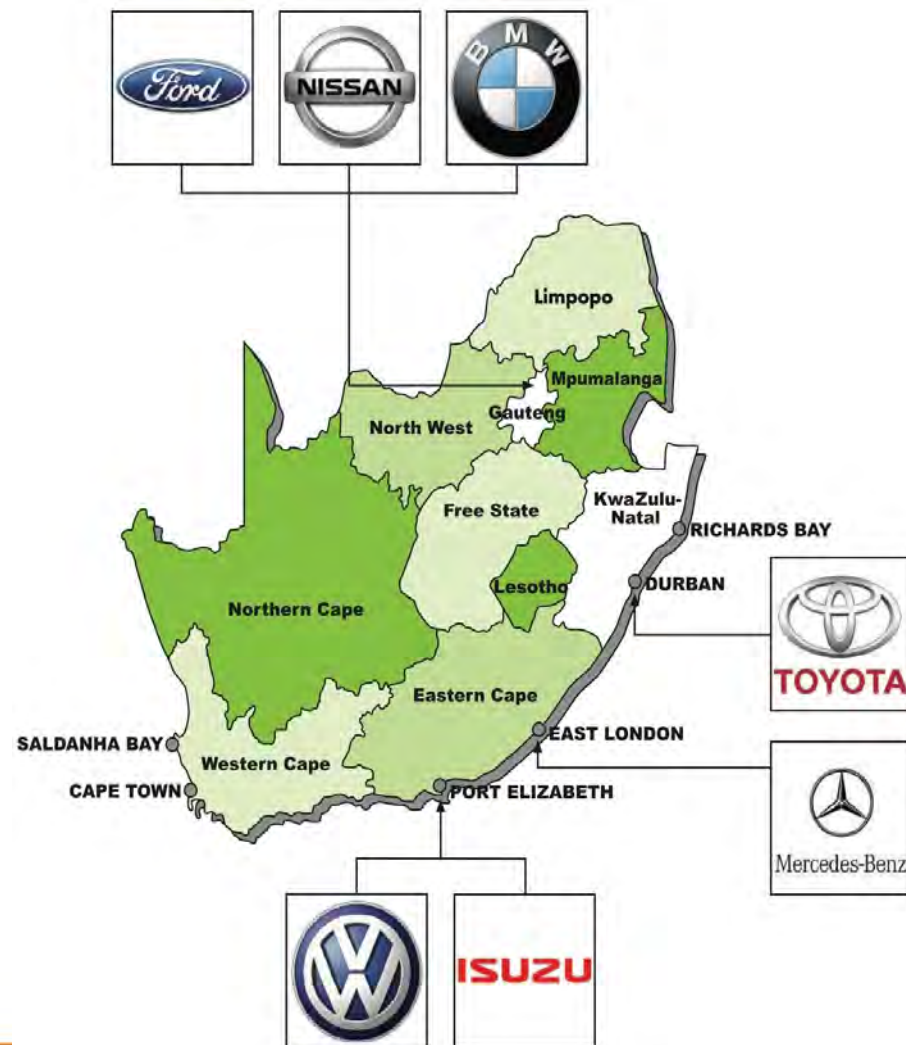 Ford
NISSAN
BMW
Limpopo
Mpumalanga
Gauteng
North West
KwaZulu-
Natal
Free State
RICHARDS BAY
Lesotho
DURBAN
Northern Cape
TOYOTA
Eastern Cape
EAST LONDON
SALDANHA BAY
Western Cape
CAPE TOWN
PORT ELIZABETH
Mercedes-Benz
VW
ISUZU